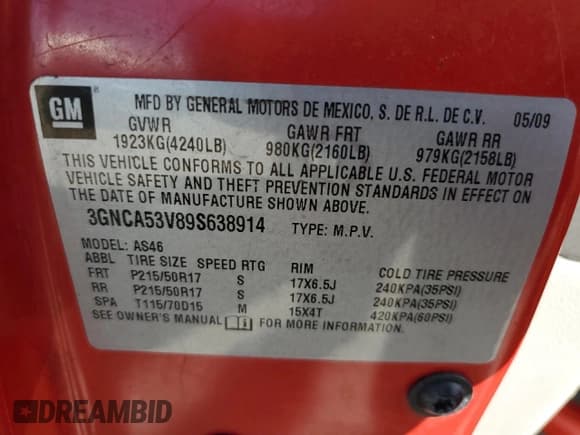 GM
MFD BY GENERAL MOTORS DE MEXICO, S. DE R.L. DE C.V. 05/09
GVWR GAWR FRT GAWR RR
1923KG(4240LB) 980KG(2160LB) 979KG(2158LB)
THIS VEHICLE CONFORMS TO ALL APPLICABLE U.S. FEDERAL MOTOR
VEHICLE SAFETY AND THEFT PREVENTION STANDARDS IN EFFECT ON
THE DATE OF MANUFACTURE SHOWN ABOVE.
3GNCA53V89S638914 TYPE: M.P.V.
MODEL: AS46
ABBL TIRE SIZE SPEED RTG RIM COLD TIRE PRESSURE
FRT P215/50R17 S 17X6.5J 240KPA(35PSI)
RR P215/50R17 S 17X6.5J 240KPA(35PSI)
SPA T115/70D15 M 15X4T 420KPA(60PSI)
SEE OWNER'S MANUAL FOR MORE INFORMATION.
DREAMBID